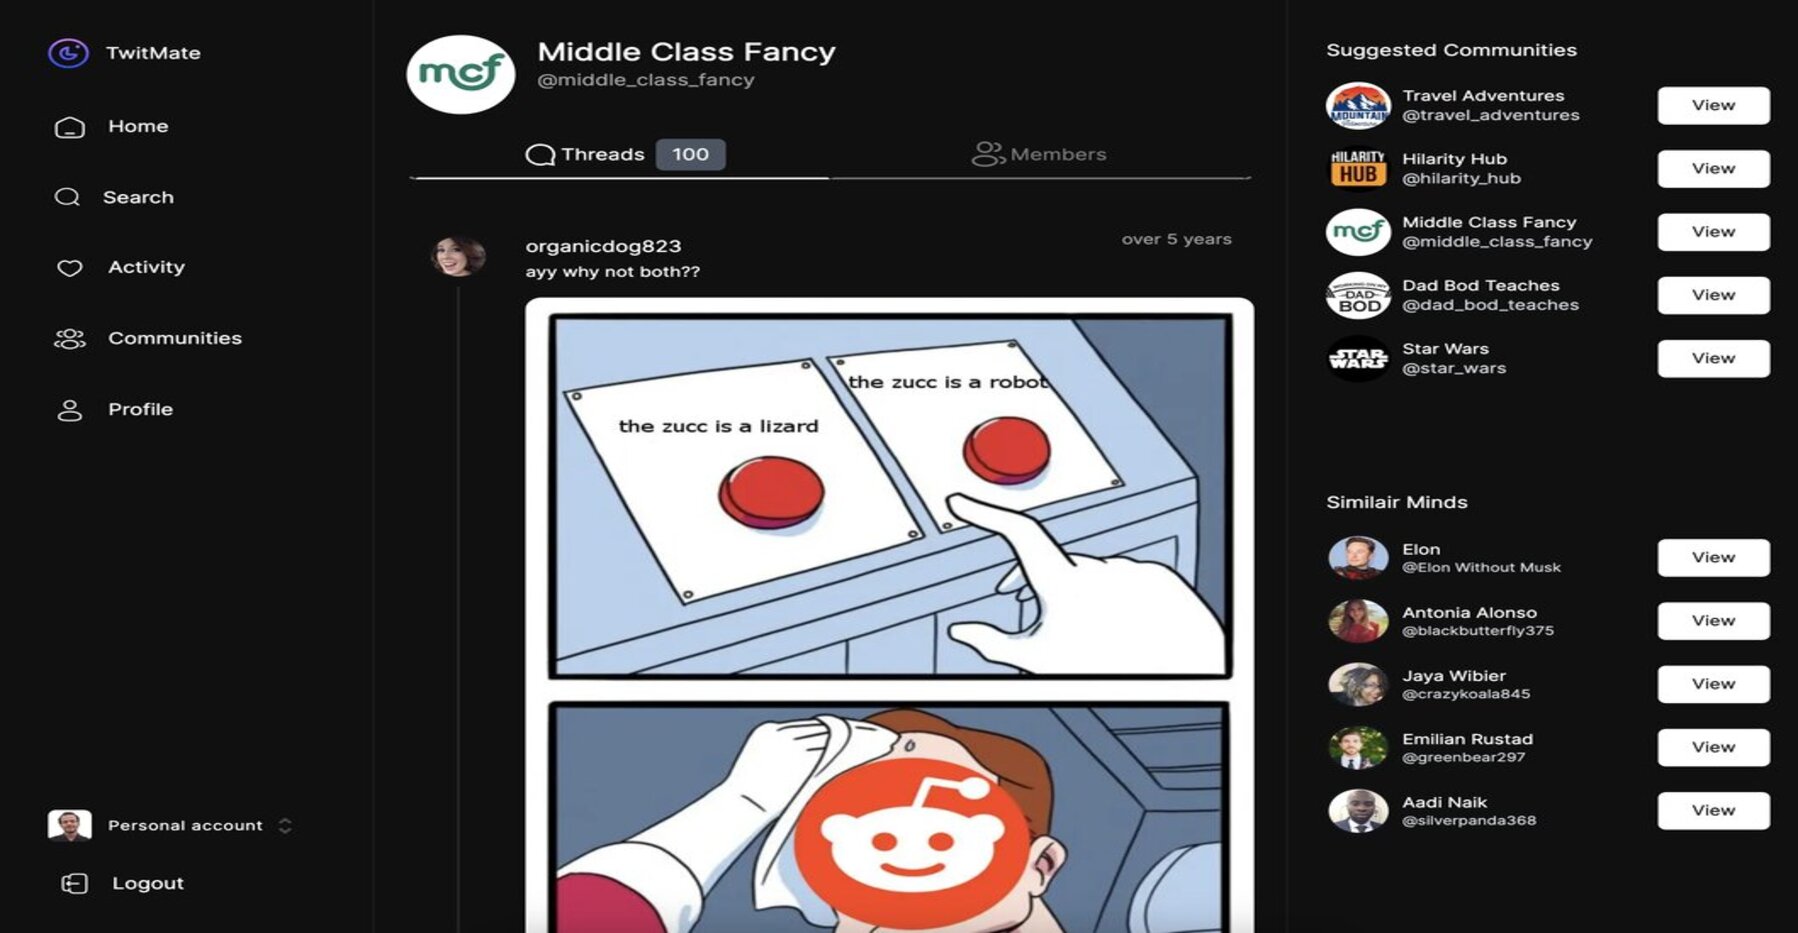 TwitMate
Home
Search
Activity
Communities
Profile
Personal account
Logout
mcf
Middle Class Fancy
@middle_class_fancy
Threads 100
Members
organicdog823
over 5 years
ayy why not both??
the zucc is a lizard
the zucc is a robot
Suggested Communities
MOUNTAIN
Travel Adventures
@travel_adventures
View
HILARITY
HUB
Hilarity Hub
@hilarity_hub
View
mcf
Middle Class Fancy
@middle_class_fancy
View
DAD
BOD
Dad Bod Teaches
@dad_bod_teaches
View
STAR
WARS
Star Wars
@star_wars
View
Similair Minds
Elon
@Elon Without Musk
View
Antonia Alonso
@blackbutterfly375
View
Jaya Wibier
@crazykoala845
View
Emilian Rustad
@greenbear297
View
Aadi Naik
@silverpanda368
View